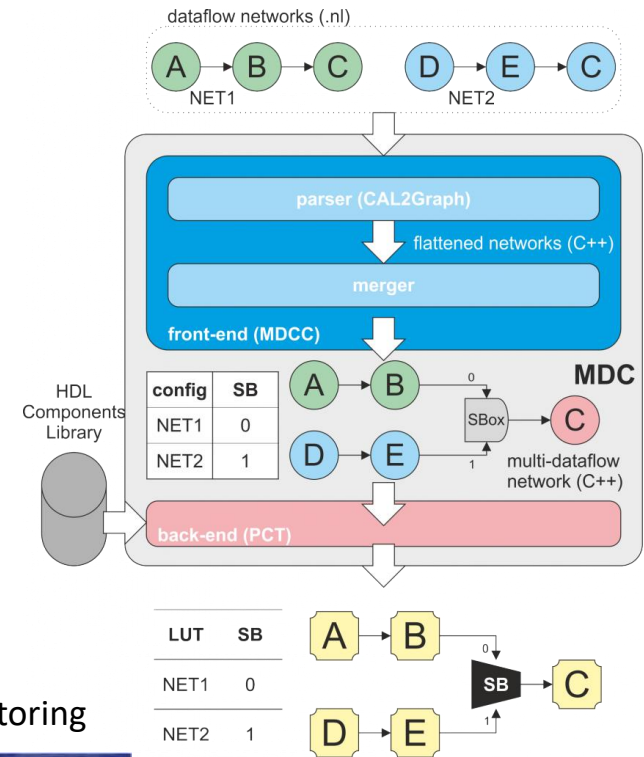 dataflow networks (.nl)
A B C
NET1
D E C
NET2
parser (CAL2Graph)
flattened networks (C++)
merger
front-end (MDCC)
MDC
HDL
Components
Library
config SB
NET1 0
NET2 1
A B
0
D E
1
SBox
C
multi-dataflow
network (C++)
back-end (PCT)
LUT SB
NET1 0
NET2 1
A B
0
SB
C
D E
1
toring